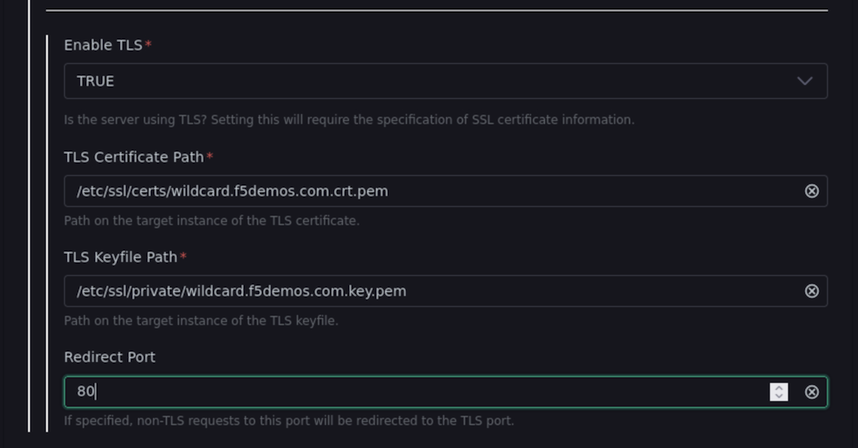 Enable TLS*
TRUE
Is the server using TLS? Setting this will require the specification of SSL certificate information.
TLS Certificate Path*
/etc/ssl/certs/wildcard.f5demos.com.crt.pem
Path on the target instance of the TLS certificate.
TLS Keyfile Path*
/etc/ssl/private/wildcard.f5demos.com.key.pem
Path on the target instance of the TLS keyfile.
Redirect Port
80
If specified, non-TLS requests to this port will be redirected to the TLS port.